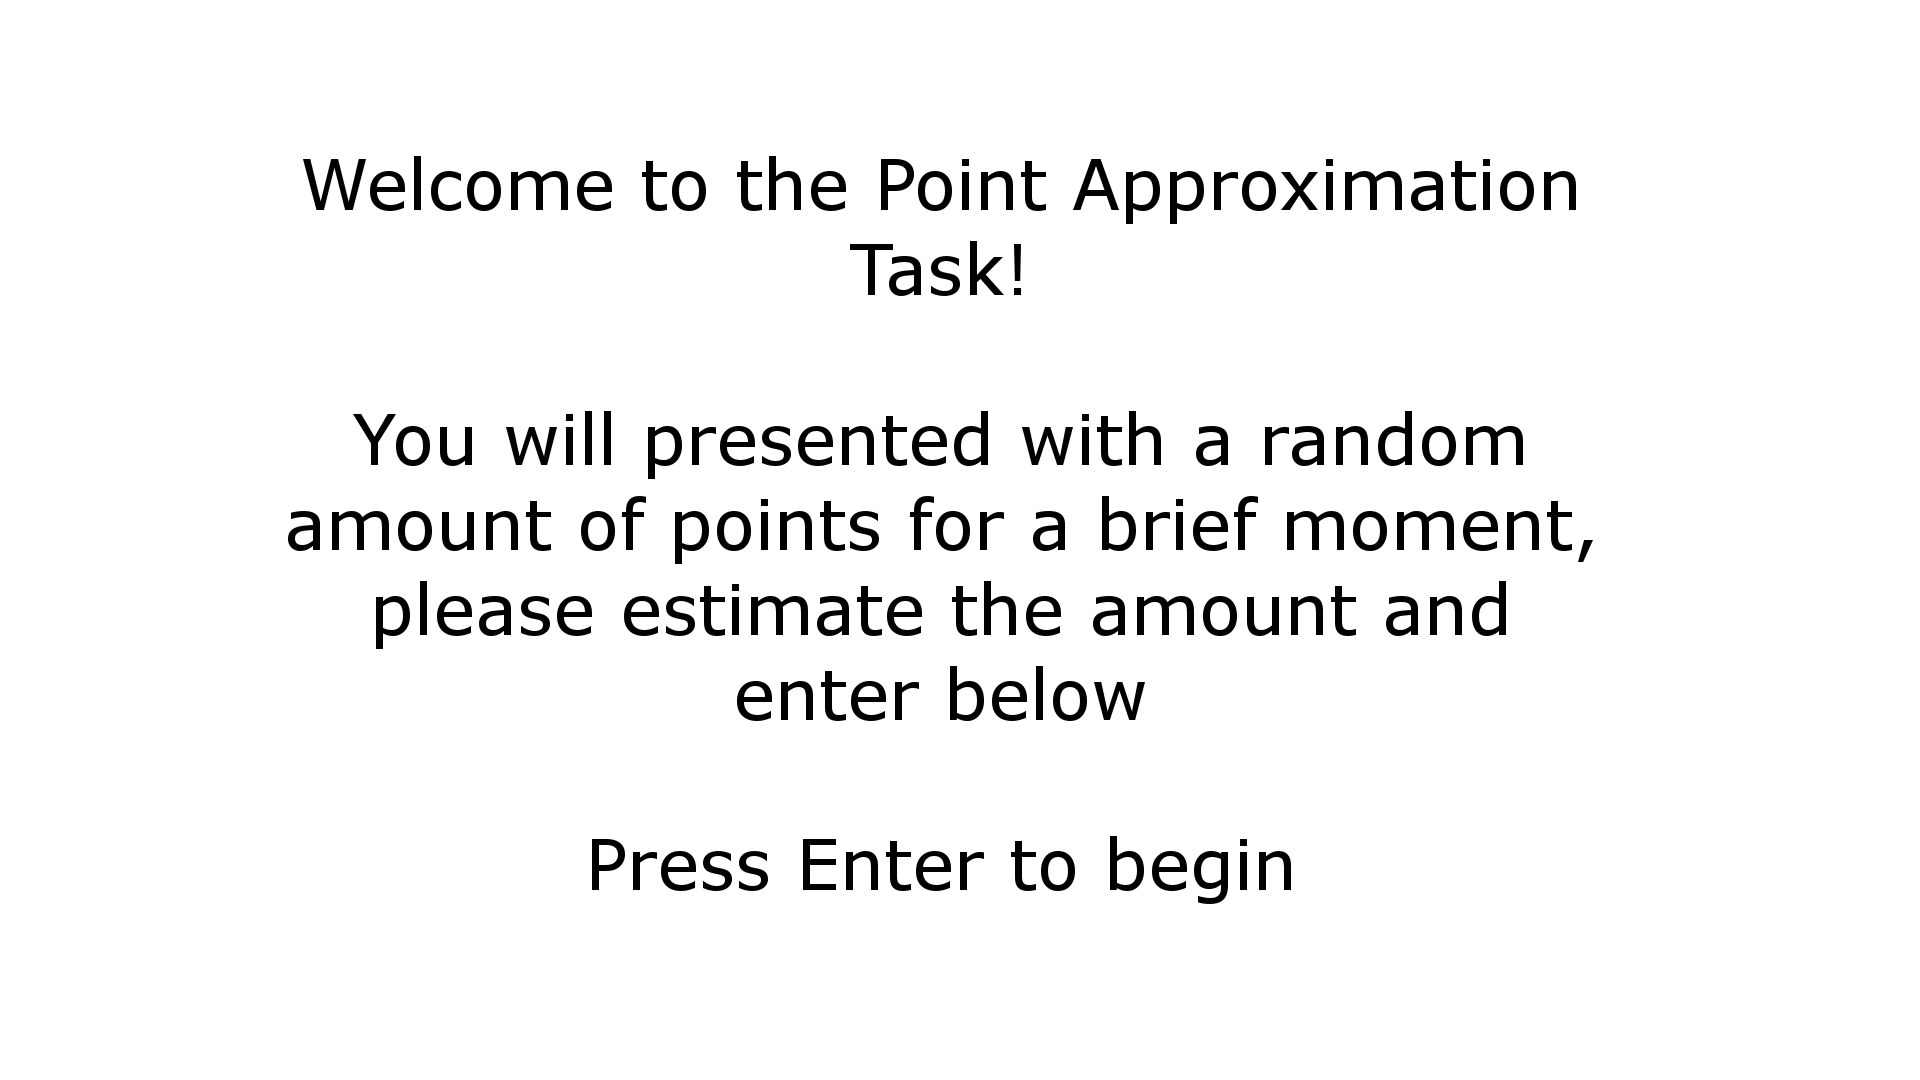 Welcome to the Point Approximation
Task!
You will presented with a random
amount of points for a brief moment,
please estimate the amount and
enter below
Press Enter to begin